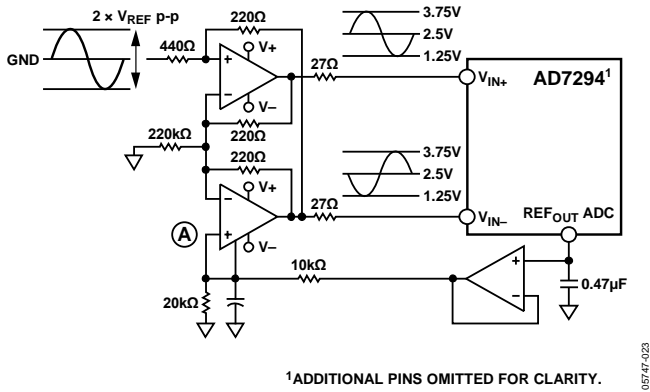 2 × VREF p-p
GND
440Ω
220Ω
V+
+
−
V−
220Ω
27Ω
3.75V
2.5V
1.25V
VIN+
AD7294¹
220kΩ
220Ω
V+
−
+
V−
A
27Ω
3.75V
2.5V
1.25V
VIN−
REFOUT ADC
10kΩ
20kΩ
+
−
0.47µF
¹ADDITIONAL PINS OMITTED FOR CLARITY.
05747-023